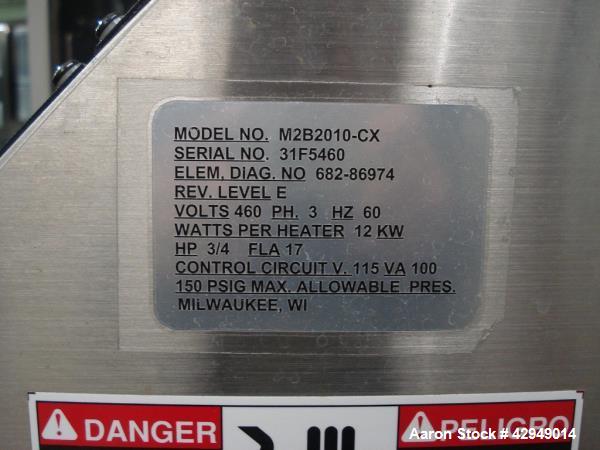 MODEL NO. M2B2010-CX
SERIAL NO. 31F5460
ELEM. DIAG. NO 682-86974
REV. LEVEL E
VOLTS 460 PH. 3 HZ 60
WATTS PER HEATER 12 KW
HP 3/4 FLA 17
CONTROL CIRCUIT V. 115 VA 100
150 PSIG MAX. ALLOWABLE PRES.
MILWAUKEE, WI
DANGER
PELIGRO
Aaron Stock # 42949014